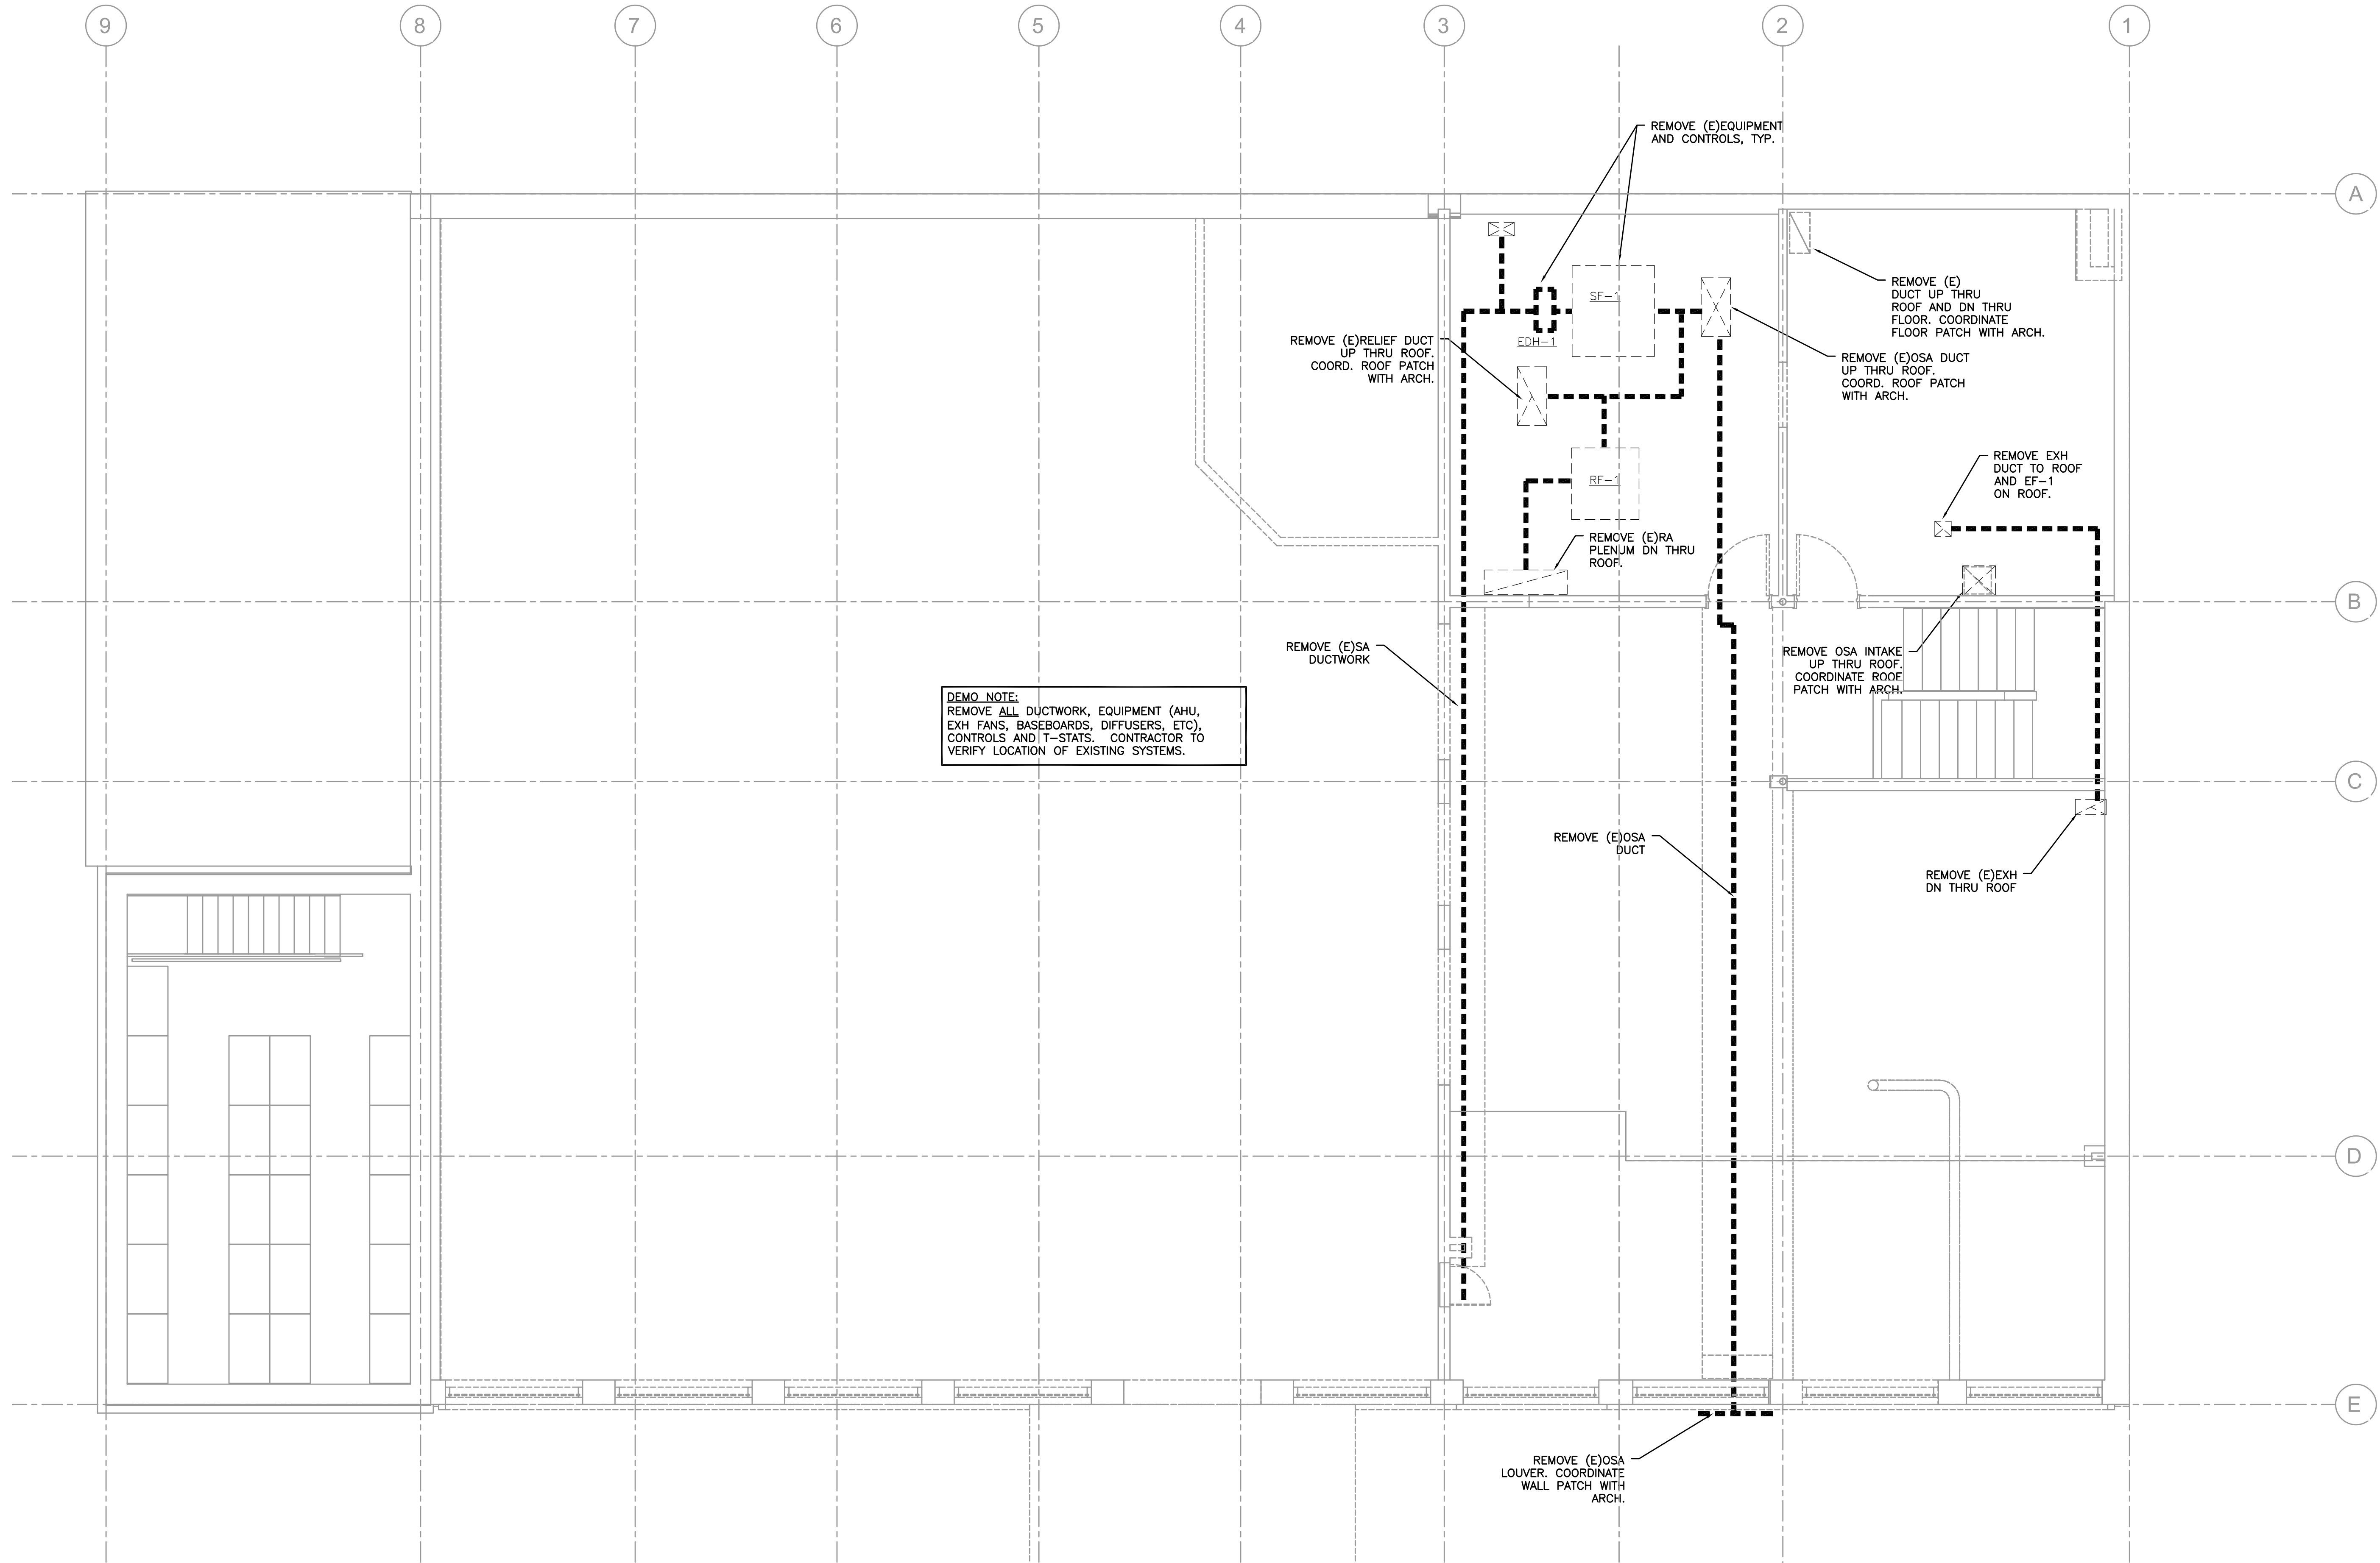 9
8
7
6
5
4
3
2
1
REMOVE (E)EQUIPMENT
AND CONTROLS, TYP.
A
REMOVE (E)
DUCT UP THRU
ROOF AND DN THRU
FLOOR. COORDINATE
FLOOR PATCH WITH ARCH.
SF-1
EDH-1
REMOVE (E)RELIEF DUCT
UP THRU ROOF.
COORD. ROOF PATCH
WITH ARCH.
REMOVE (E)OSA DUCT
UP THRU ROOF.
COORD. ROOF PATCH
WITH ARCH.
REMOVE EXH
DUCT TO ROOF
AND EF-1
ON ROOF.
RF-1
REMOVE (E)RA
PLENUM DN THRU
ROOF.
B
REMOVE (E)SA
DUCTWORK
REMOVE OSA INTAKE
UP THRU ROOF.
COORDINATE ROOF
PATCH WITH ARCH.
DEMO NOTE:
REMOVE ALL DUCTWORK, EQUIPMENT (AHU,
EXH FANS, BASEBOARDS, DIFFUSERS, ETC),
CONTROLS AND T-STATS. CONTRACTOR TO
VERIFY LOCATION OF EXISTING SYSTEMS.
C
REMOVE (E)OSA
DUCT
REMOVE (E)EXH
DN THRU ROOF
D
E
REMOVE (E)OSA
LOUVER. COORDINATE
WALL PATCH WITH
ARCH.